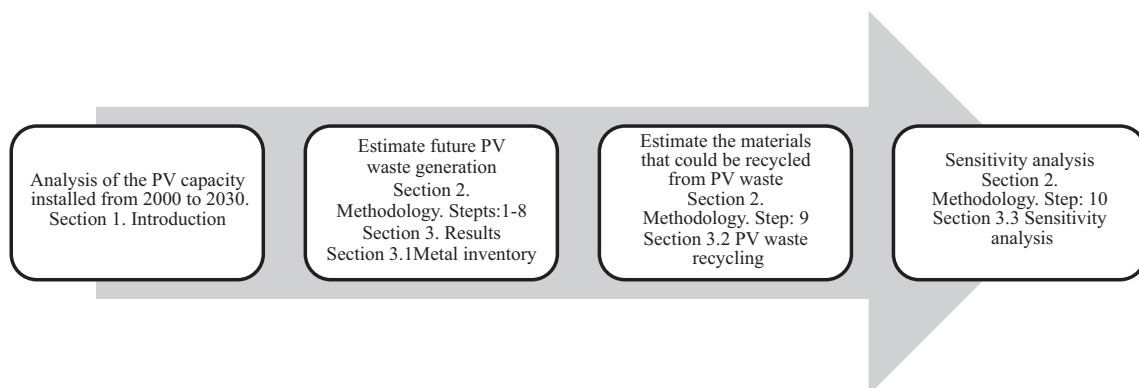 Analysis of the PV capacity
installed from 2000 to 2030.
Section 1. Introduction
Estimate future PV
waste generation
Section 2.
Methodology. Stepts:1-8
Section 3. Results
Section 3.1Metal inventory
Estimate the materials
that could be recycled
from PV waste
Section 2.
Methodology. Step: 9
Section 3.2 PV waste
recycling
Sensitivity analysis
Section 2.
Methodology. Step: 10
Section 3.3 Sensitivity
analysis